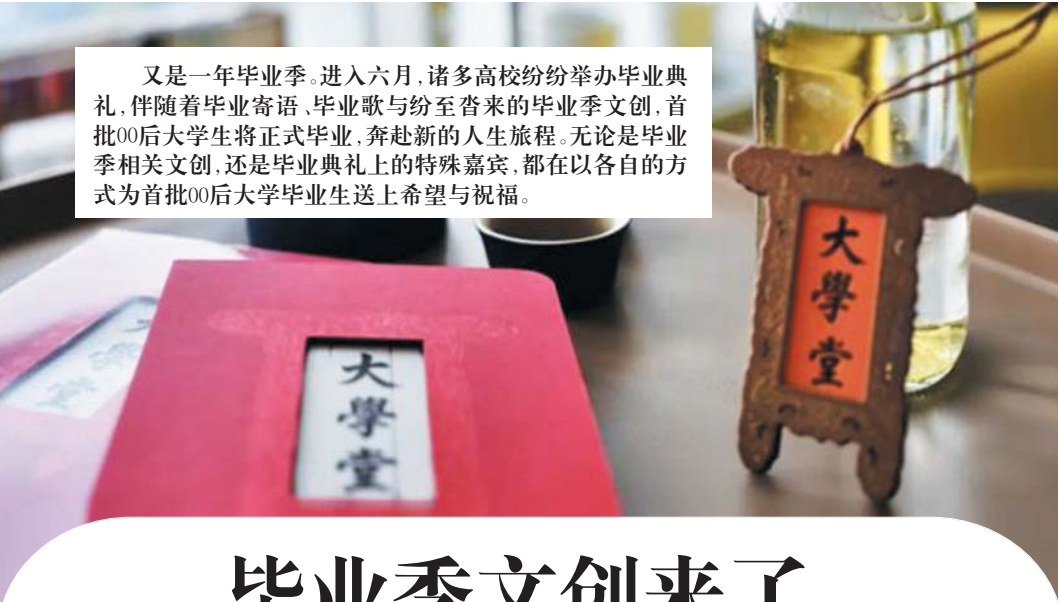 又是一年毕业季。进入六月,诸多高校纷纷举办毕业典
礼,伴随着毕业寄语、毕业歌与纷至沓来的毕业季文创,首
批00后大学生将正式毕业,奔赴新的人生旅程。无论是毕业
季相关文创,还是毕业典礼上的特殊嘉宾,都在以各自的方
式为首批00后大学毕业生送上希望与祝福。
大學堂
大學堂
毕业季文创来了